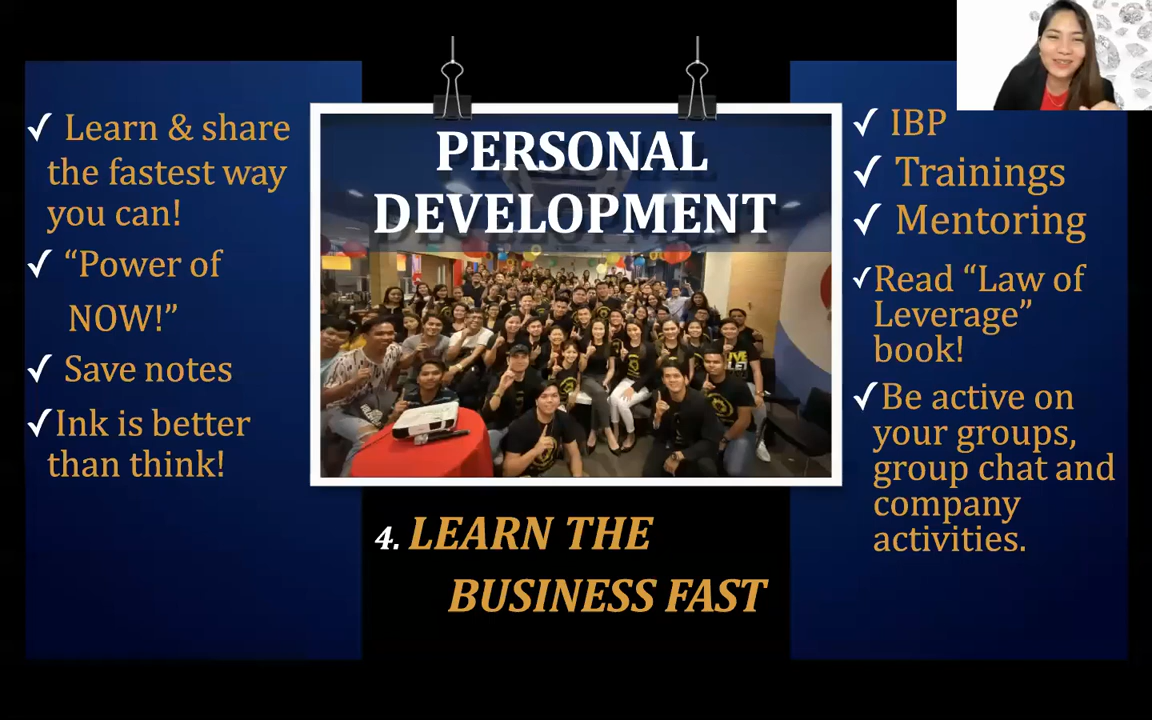 PERSONAL
DEVELOPMENT
✓ Learn & share
the fastest way
you can!
✓ “Power of
NOW!”
✓ Save notes
✓ Ink is better
than think!
✓ IBP
✓ Trainings
✓ Mentoring
✓ Read “Law of
Leverage”
book!
✓ Be active on
your groups,
group chat and
company
activities.
4. LEARN THE
BUSINESS FAST